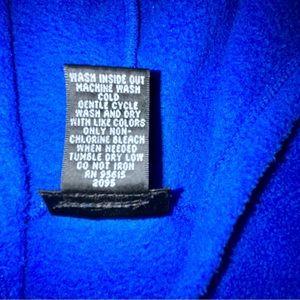 WASH INSIDE OUT
MACHINE WASH
COLD
GENTLE CYCLE
WASH AND DRY
WITH LIKE COLORS
ONLY NON-
CHLORINE BLEACH
WHEN NEEDED
TUMBLE DRY LOW
DO NOT IRON
RN 93615
2095